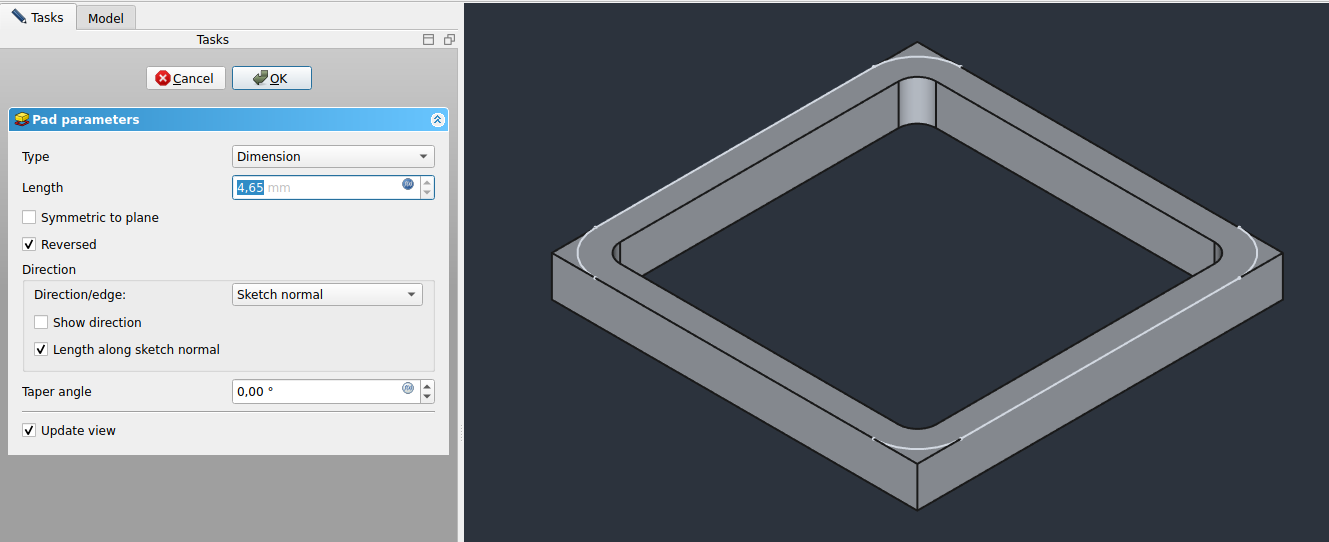 Tasks Model
Tasks
Cancel OK
Pad parameters
Type Dimension
Length 4,65 mm
Symmetric to plane
Reversed
Direction
Direction/edge: Sketch normal
Show direction
Length along sketch normal
Taper angle 0,00 °
Update view